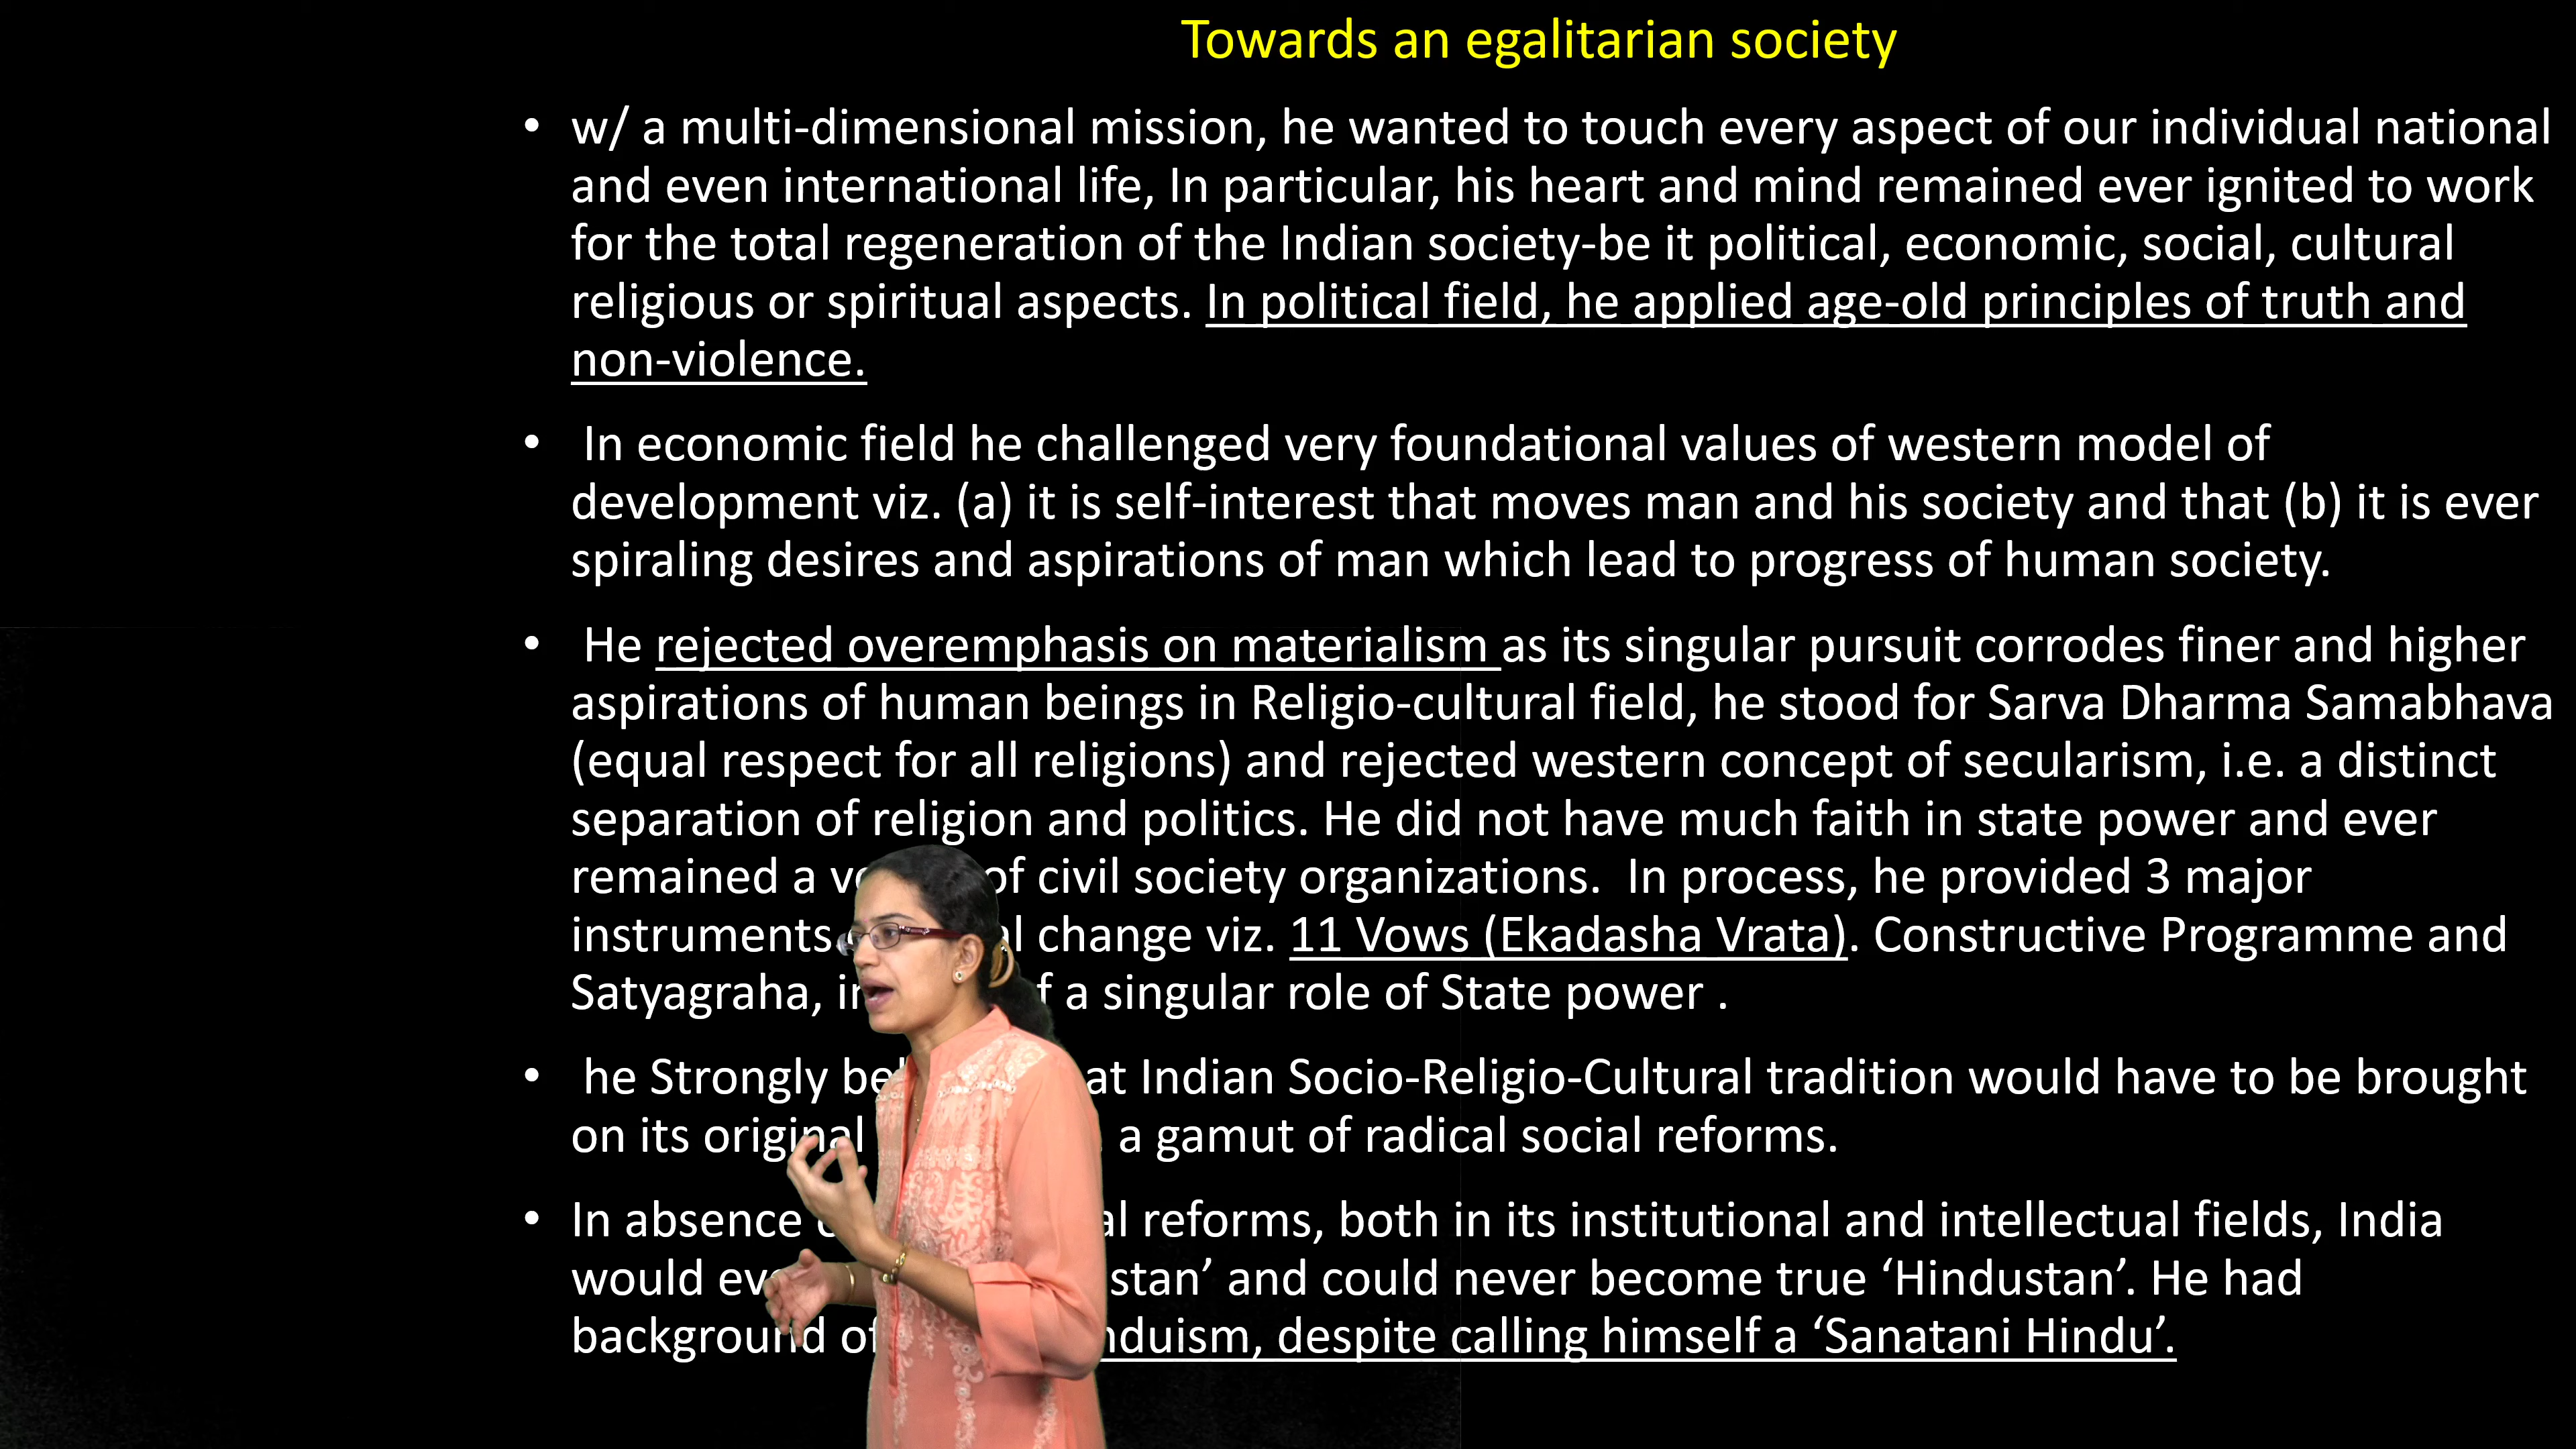 Towards an egalitarian society
• w/ a multi-dimensional mission, he wanted to touch every aspect of our individual national
and even international life, In particular, his heart and mind remained ever ignited to work
for the total regeneration of the Indian society-be it political, economic, social, cultural
religious or spiritual aspects. In political field, he applied age-old principles of truth and
non-violence.
• In economic field he challenged very foundational values of western model of
development viz. (a) it is self-interest that moves man and his society and that (b) it is ever
spiraling desires and aspirations of man which lead to progress of human society.
• He rejected overemphasis on materialism as its singular pursuit corrodes finer and higher
aspirations of human beings in Religio-cultural field, he stood for Sarva Dharma Samabhava
(equal respect for all religions) and rejected western concept of secularism, i.e. a distinct
separation of religion and politics. He did not have much faith in state power and ever
remained a of civil society organizations. In process, he provided 3 major
instruments change viz. 11 Vows (Ekadasha Vrata). Constructive Programme and
Satyagraha, a singular role of State power .
• he Strongly Indian Socio-Religio-Cultural tradition would have to be brought
on its original a gamut of radical social reforms.
• In absence reforms, both in its institutional and intellectual fields, India
would and could never become true ‘Hindustan’. He had
background despite calling himself a ‘Sanatani Hindu’.